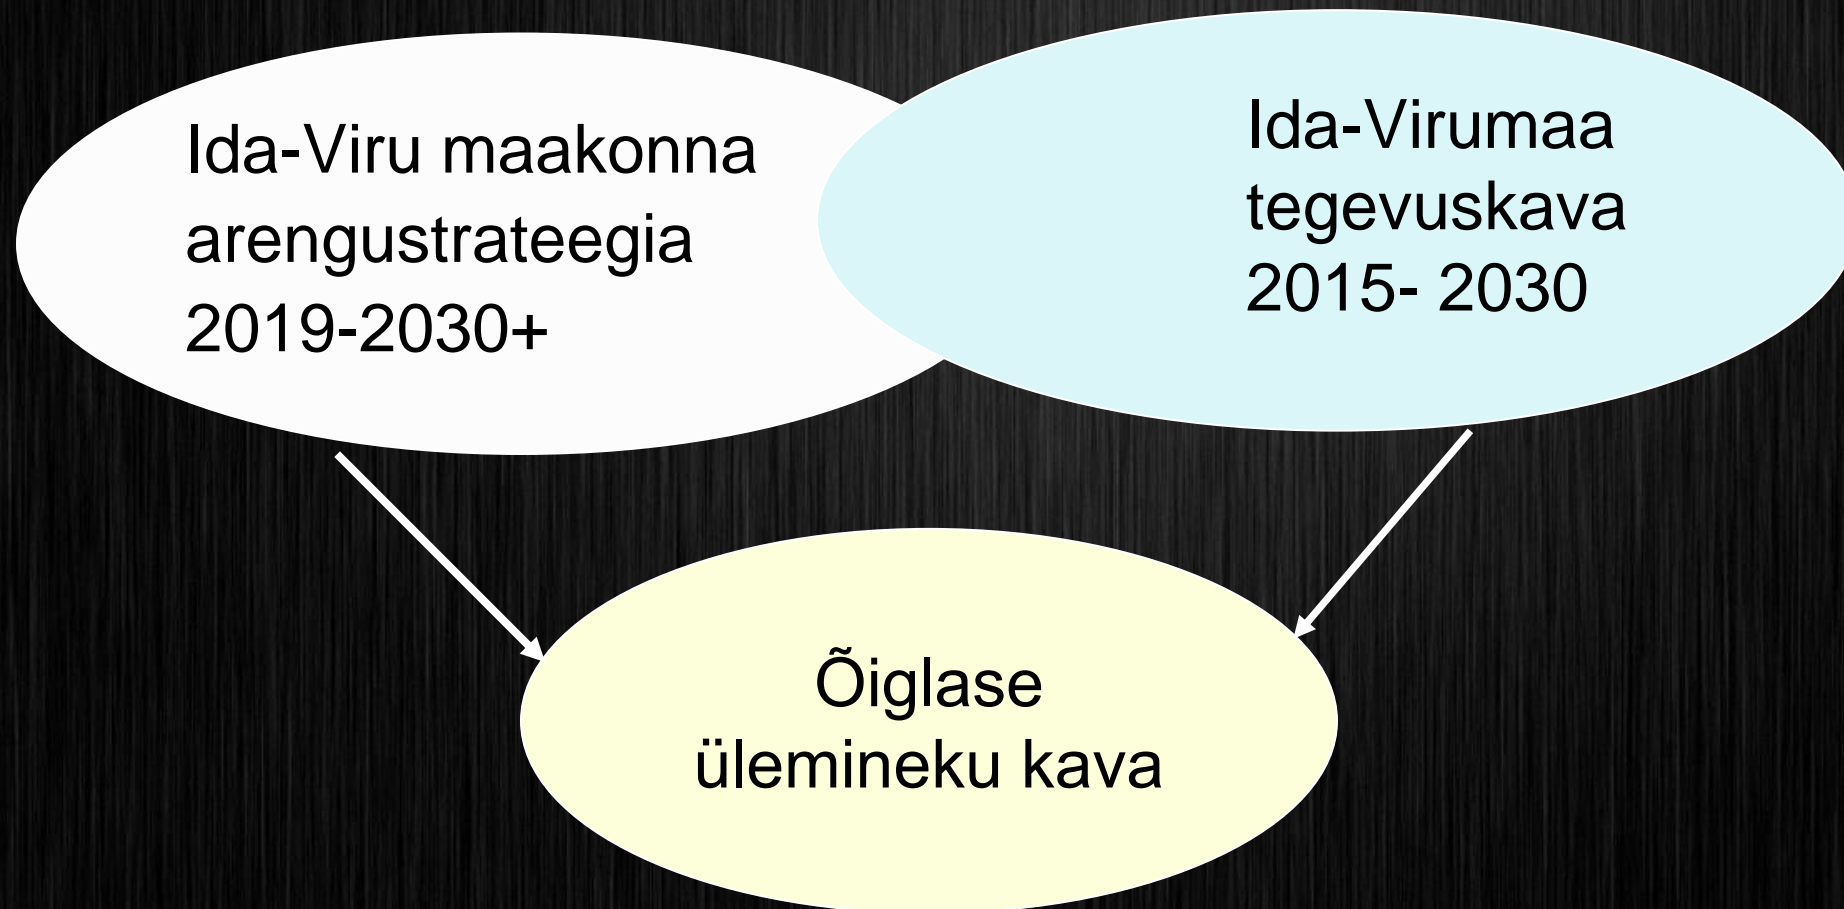 Ida-Viru maakonna
arengustrateegia
2019-2030+
Ida-Virumaa
tegevuskava
2015- 2030
Õiglase
ülemineku kava